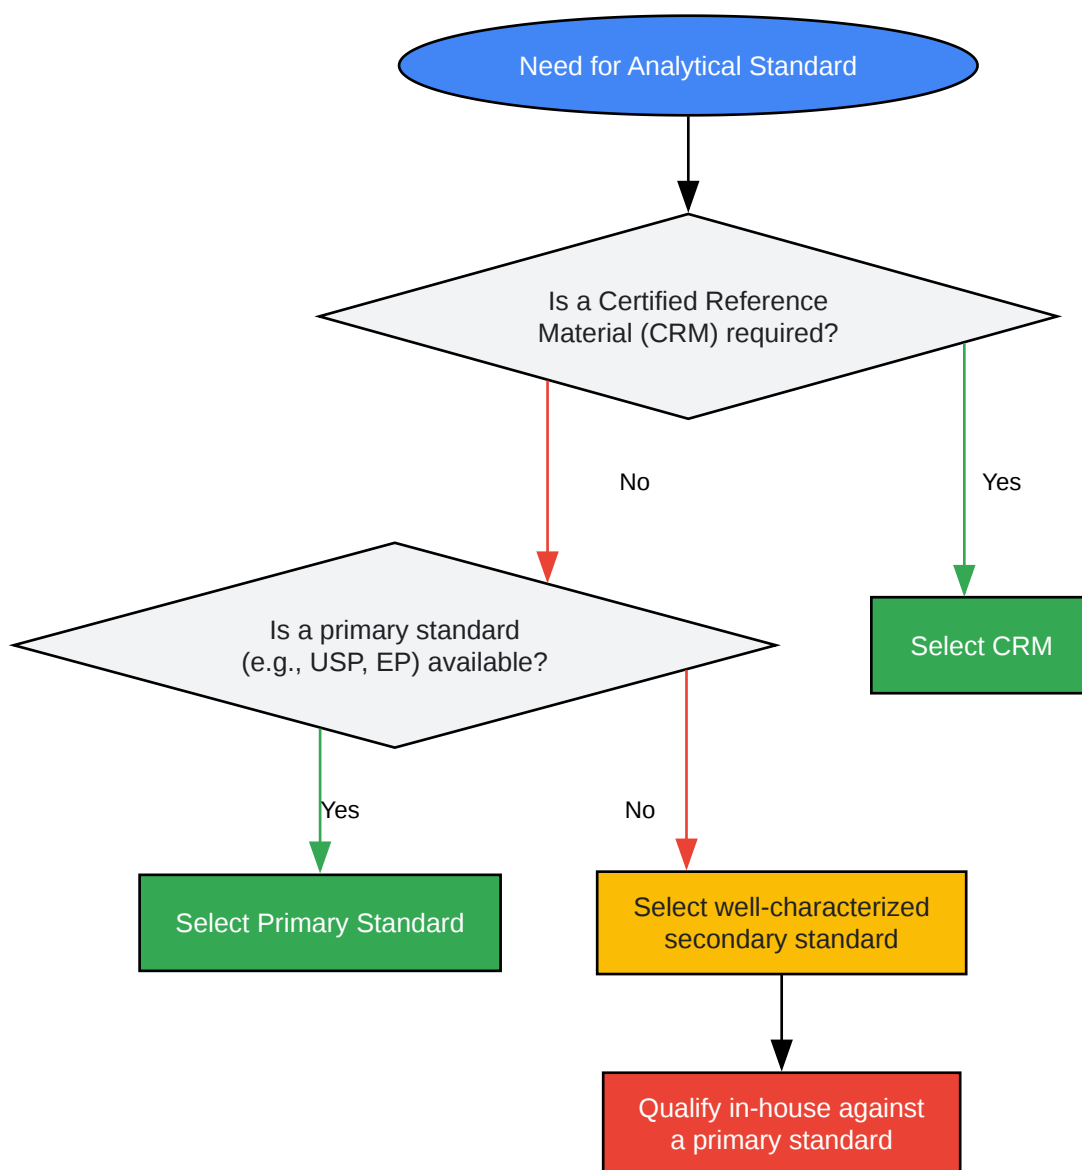 Need for Analytical Standard
Is a Certified Reference
Material (CRM) required?
No
Yes
Is a primary standard
(e.g., USP, EP) available?
Select CRM
Yes
No
Select Primary Standard
Select well-characterized
secondary standard
Qualify in-house against
a primary standard